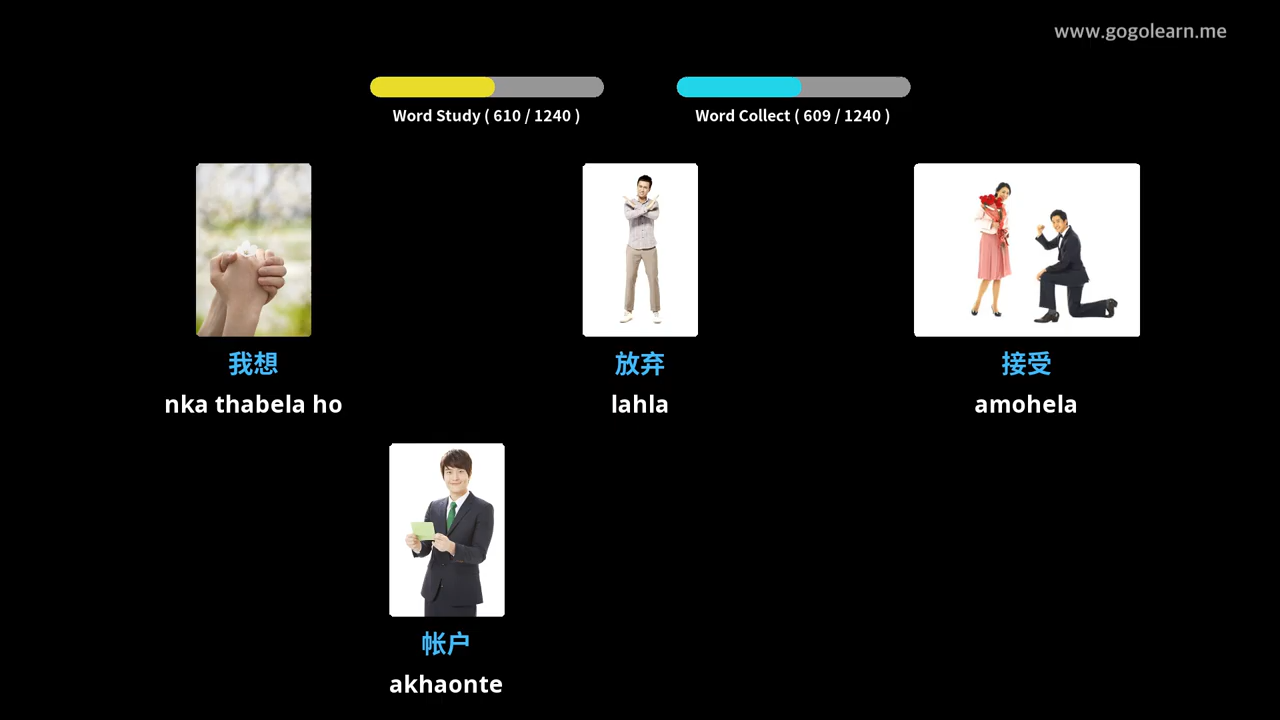 www.gogolearn.me
Word Study ( 610 / 1240 )
Word Collect ( 609 / 1240 )
我想
nka thabela ho
放弃
lahla
接受
amohela
帐户
akhaonte